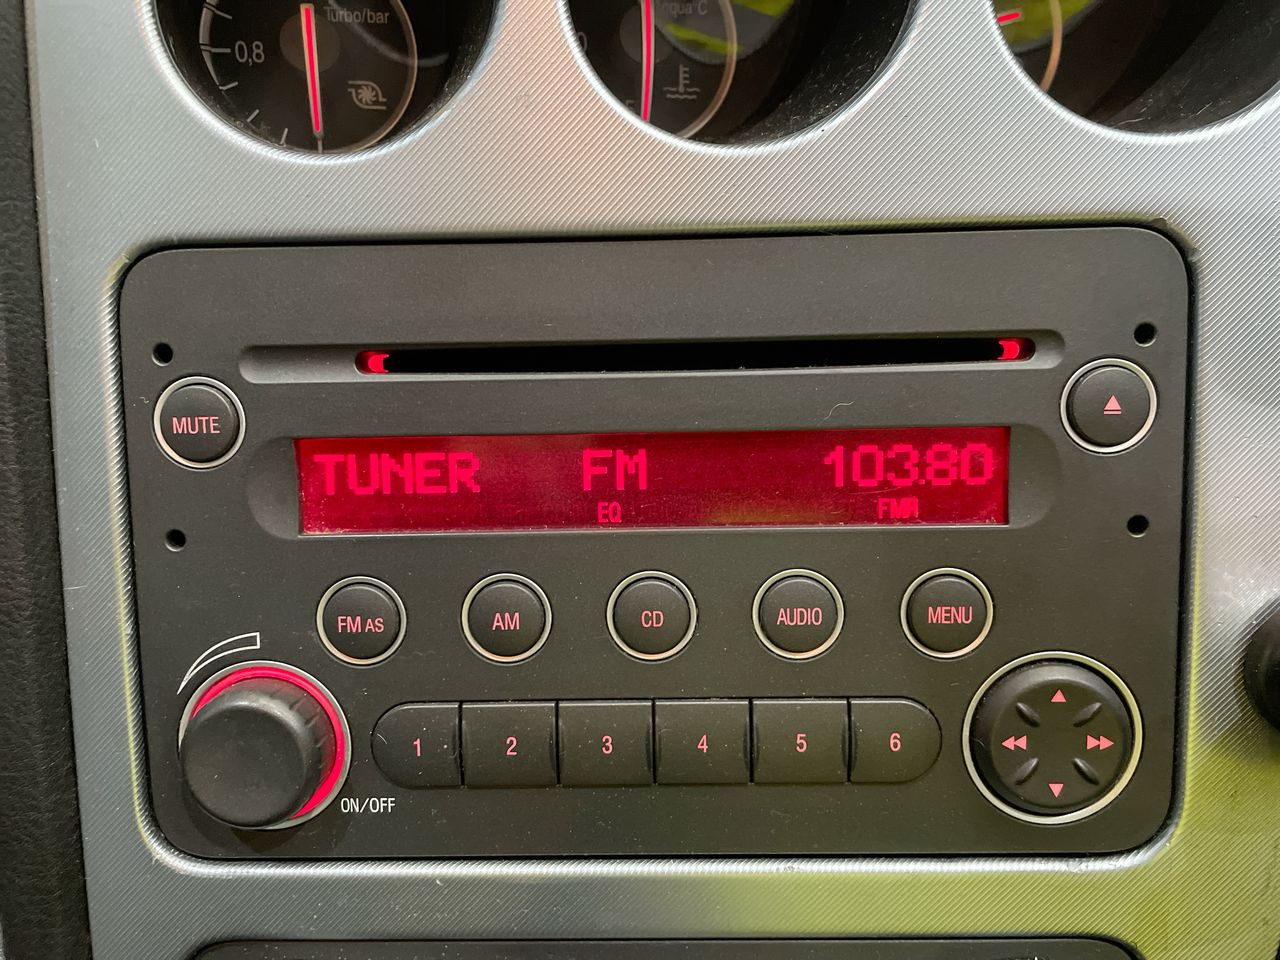 Turbo/bar
0,8
MUTE
TUNER FM 103.80
EQ FMA
FM AS AM CD AUDIO MENU
1 2 3 4 5 6
ON/OFF